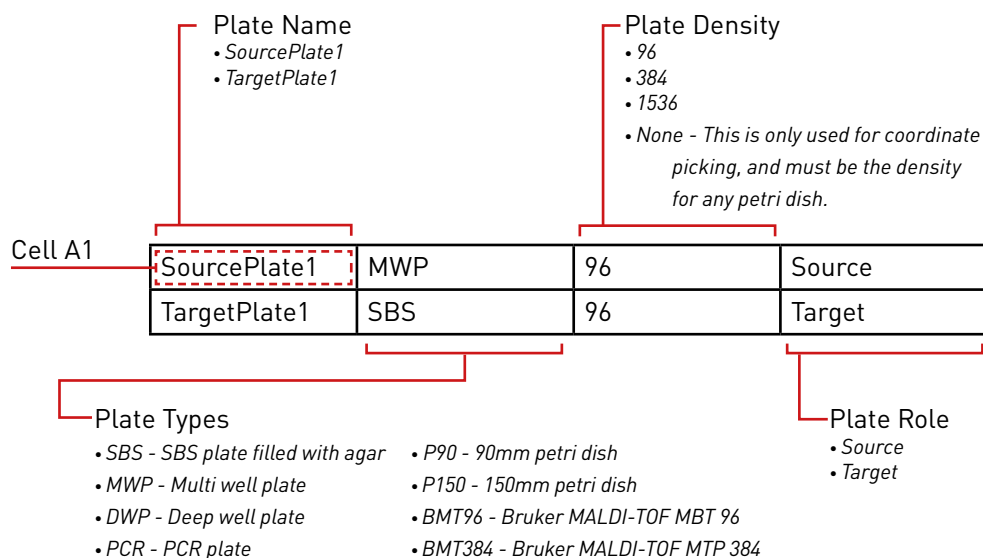 Plate Name
• SourcePlate1
• TargetPlate1
Plate Density
• 96
• 384
• 1536
• None - This is only used for coordinate
picking, and must be the density
for any petri dish.
Cell A1
SourcePlate1 MWP 96 Source
TargetPlate1 SBS 96 Target
Plate Types
• SBS - SBS plate filled with agar
• MWP - Multi well plate
• DWP - Deep well plate
• PCR - PCR plate
• P90 - 90mm petri dish
• P150 - 150mm petri dish
• BMT96 - Bruker MALDI-TOF MBT 96
• BMT384 - Bruker MALDI-TOF MTP 384
Plate Role
• Source
• Target